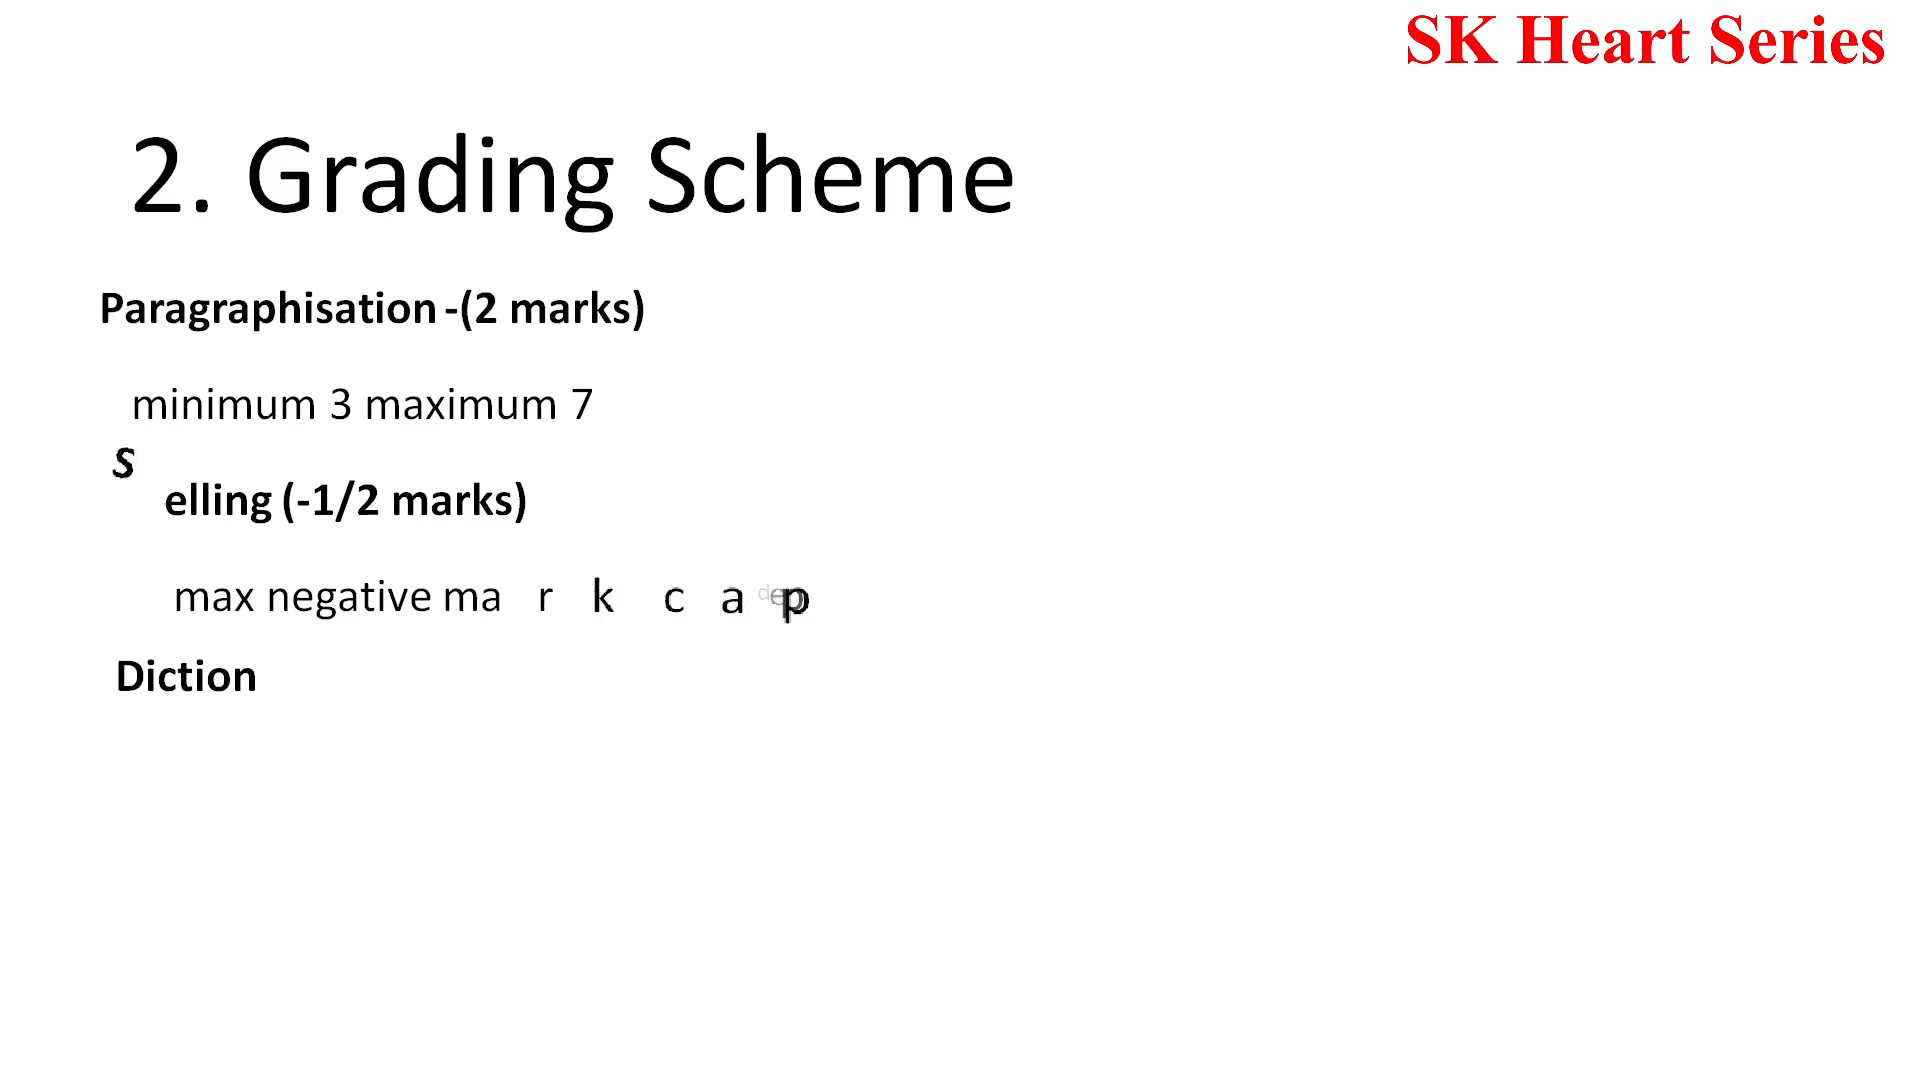 SK Heart Series
2. Grading Scheme
Paragraphisation -(2 marks)
minimum 3 maximum 7
S
elling (-1/2 marks)
max negative ma r k c a p
Diction